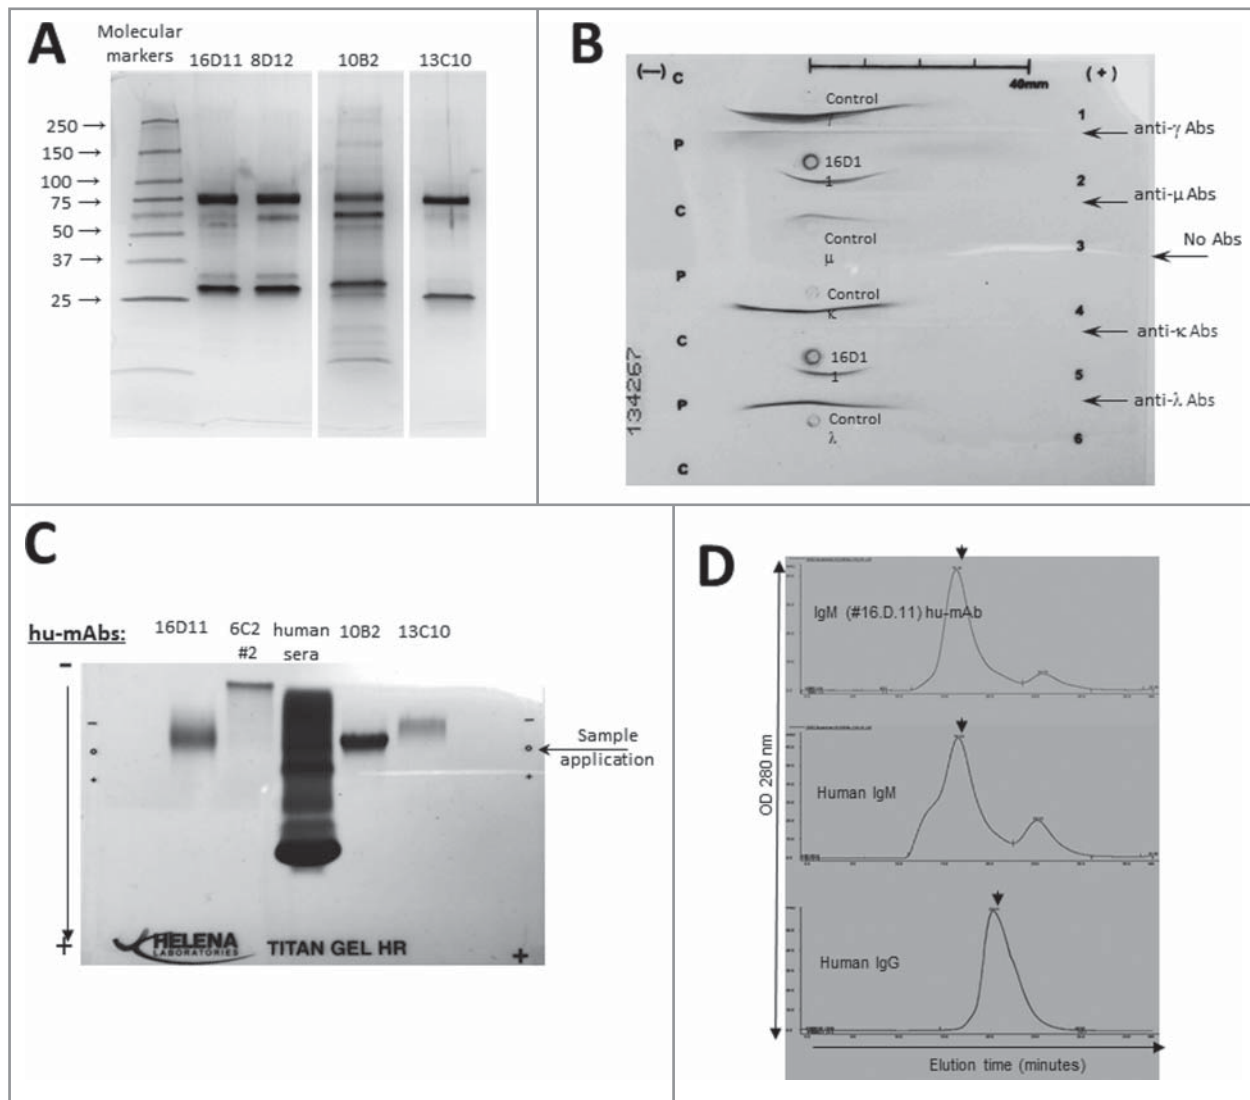 A
Molecular
markers
16D11 8D12 10B2 13C10
250
150
100
75
50
37
25
B
(—) C
40mm
(+)
Control
γ
1
anti-γ Abs
P
16D1
1
2
anti-μ Abs
C
Control
μ
3
No Abs
P
Control
κ
4
anti-κ Abs
C
16D1
1
5
anti-λ Abs
P
Control
λ
6
C
134267
C
hu-mAbs:
16D11 6C2 human 10B2 13C10
#2 sera
Sample
application
HELENA
LABORATORIES
TITAN GEL HR
D
OD 280 nm
IgM (#16.D.11) hu-mAb
Human IgM
Human IgG
Elution time (minutes)